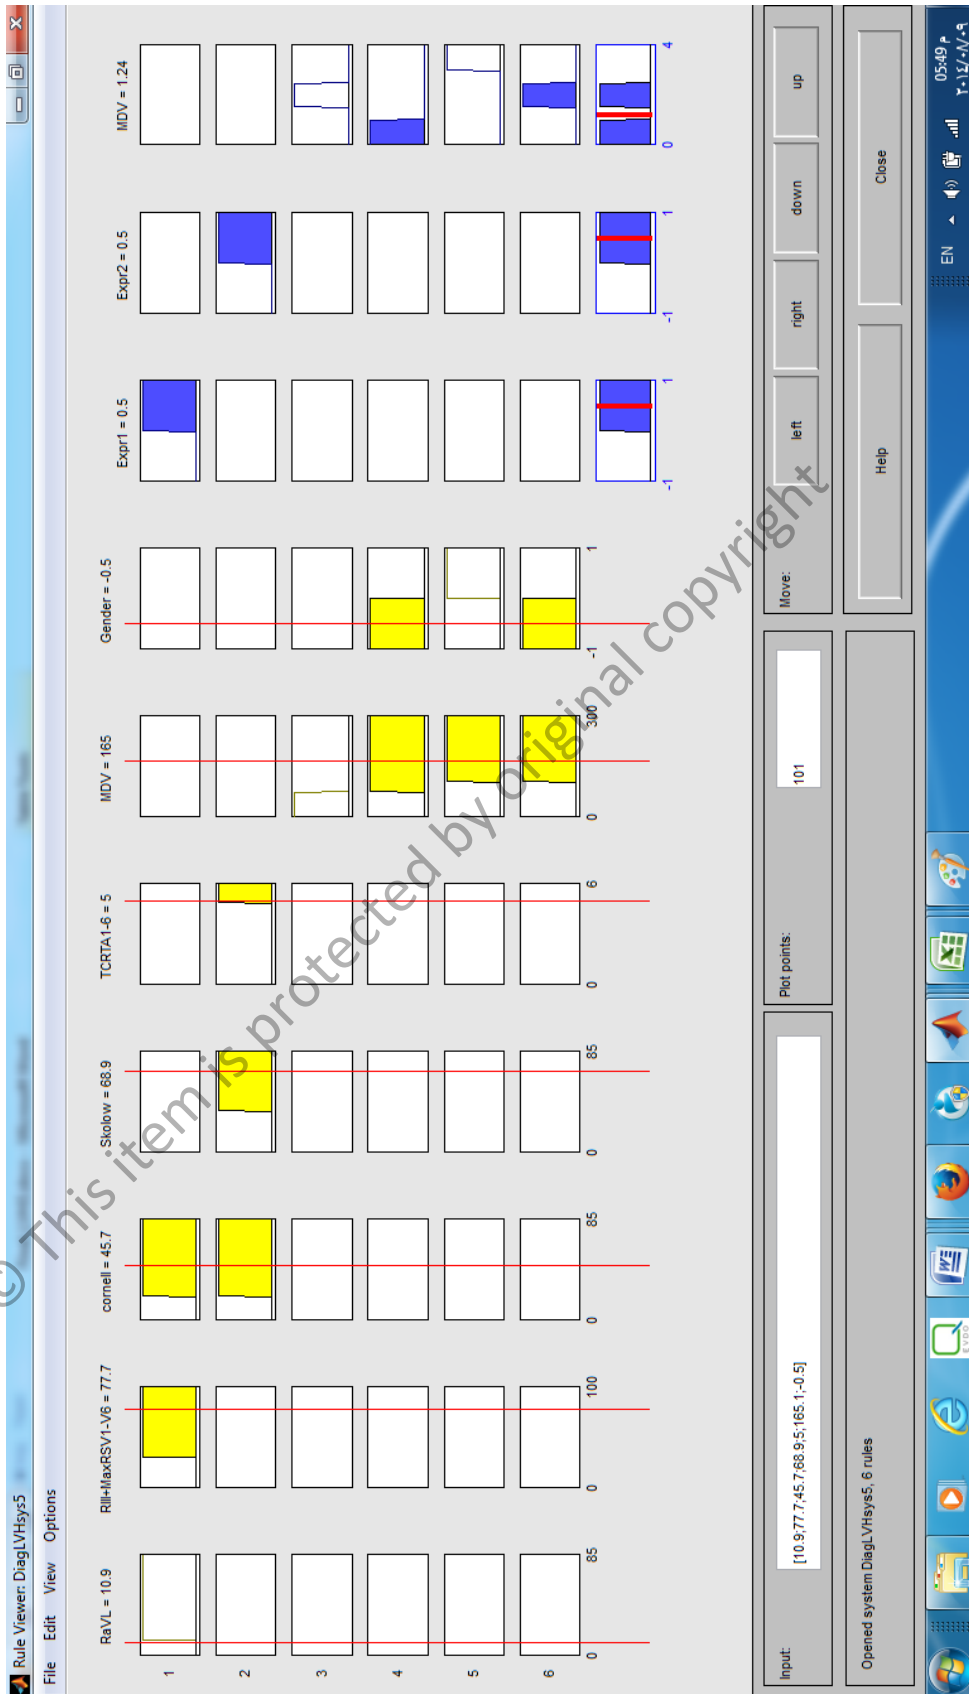 Rule Viewer: DiagLVHsys5
File Edit View Options
RaVL = 10.9
RIII+MaxRSV1-V6 = 77.7
cornell = 45.7
Skolow = 68.9
TCRTA1-6 = 5
MDV = 165
Gender = -0.5
Expr1 = 0.5
Expr2 = 0.5
MDV = 1.24
1
2
3
4
5
6
0 85
0 100
0 85
0 85
0 6
0 300
-1 1
-1 1
-1 1
0 4
Input:
[10.9;77.7;45.7;68.9;5;165.1;-0.5]
Plot points:
101
Move:
left
right
down
up
Opened system DiagLVHsys5, 6 rules
Help
Close
EVDO
EN
05:49 م
٢٠١٤/٠٨/٠٩
© This item is protected by original copyright